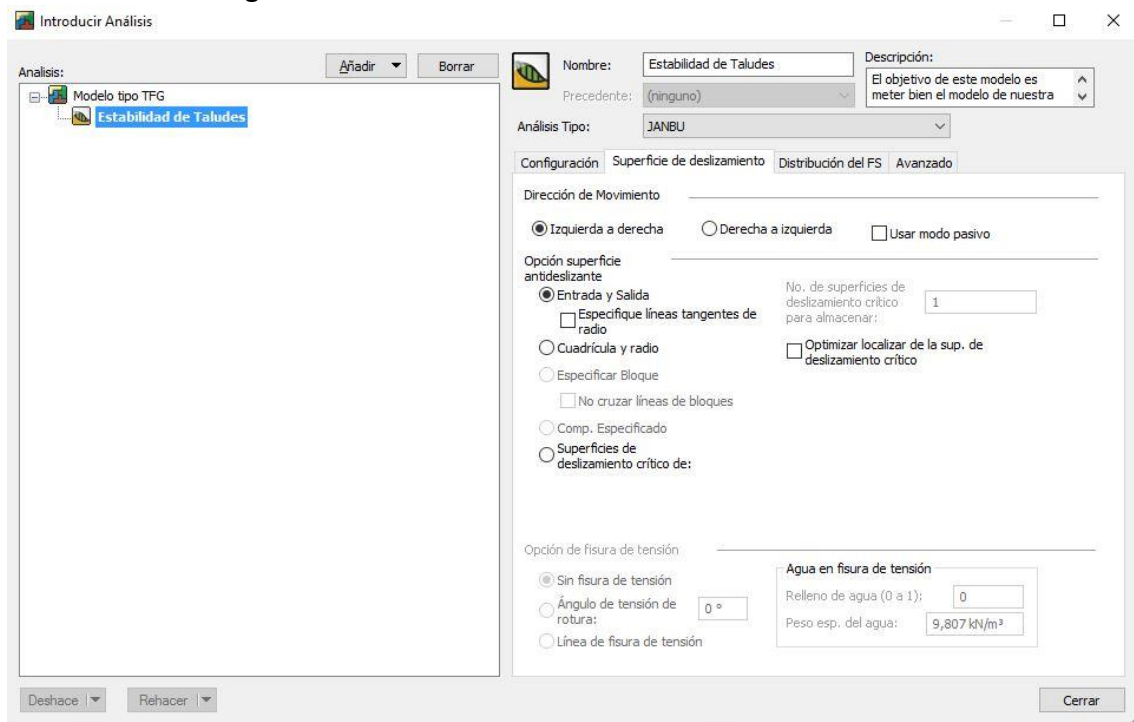 Introducir Análisis
Analisis:
Añadir
Borrar
Modelo tipo TFG
Estabilidad de Taludes
Nombre:
Estabilidad de Taludes
Descripción:
El objetivo de este modelo es
meter bien el modelo de nuestra
Precedente:
(ninguno)
Análisis Tipo:
JANBU
Configuración
Superficie de deslizamiento
Distribución del FS
Avanzado
Dirección de Movimiento
Izquierda a derecha
Derecha a izquierda
Usar modo pasivo
Opción superficie
antideslizante
Entrada y Salida
Especifique líneas tangentes de
radio
Cuadrícula y radio
Especificar Bloque
No cruzar líneas de bloques
Comp. Especificado
Superficies de
deslizamiento crítico de:
No. de superficies de
deslizamiento crítico
para almacenar:
1
Optimizar localizar de la sup. de
deslizamiento crítico
Opción de fisura de tensión
Sin fisura de tensión
Ángulo de tensión de
rotura:
0 º
Línea de fisura de tensión
Agua en fisura de tensión
Relleno de agua (0 a 1):
0
Peso esp. del agua:
9,807 kN/m³
Deshace
Rehacer
Cerrar